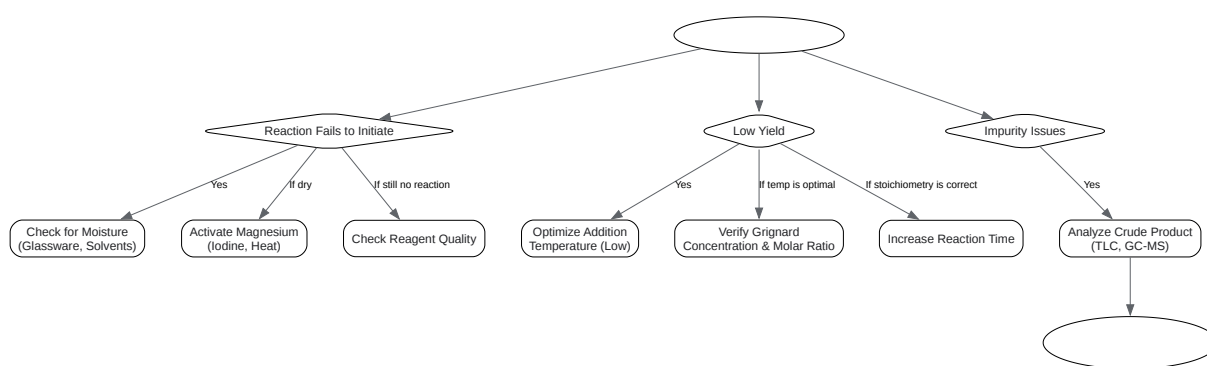 Reaction Fails to Initiate
Low Yield
Impurity Issues
Yes
If dry
If still no reaction
Yes
If temp is optimal
If stoichiometry is correct
Yes
Check for Moisture
(Glassware, Solvents)
Activate Magnesium
(Iodine, Heat)
Check Reagent Quality
Optimize Addition
Temperature (Low)
Verify Grignard
Concentration & Molar Ratio
Increase Reaction Time
Analyze Crude Product
(TLC, GC-MS)